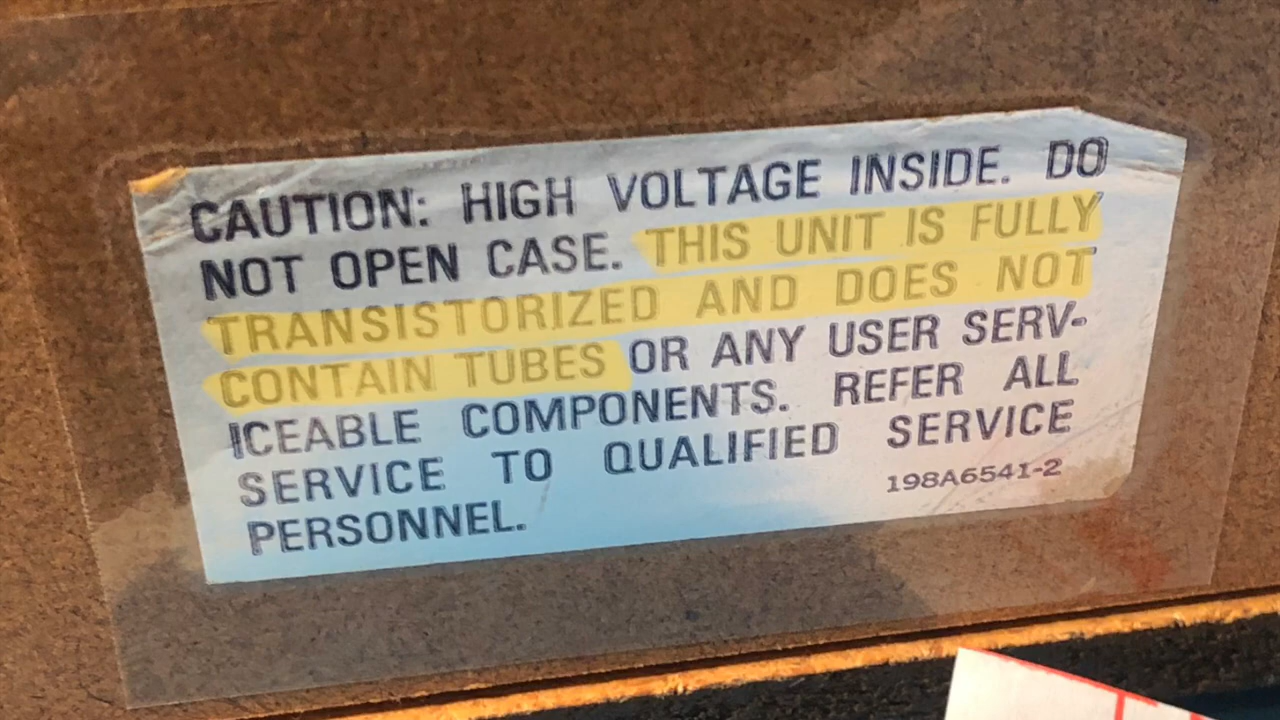 CAUTION: HIGH VOLTAGE INSIDE. DO
NOT OPEN CASE. THIS UNIT IS FULLY
TRANSISTORIZED AND DOES NOT
CONTAIN TUBES OR ANY USER SERV-
ICEABLE COMPONENTS. REFER ALL
SERVICE TO QUALIFIED SERVICE
PERSONNEL.
198A6541-2